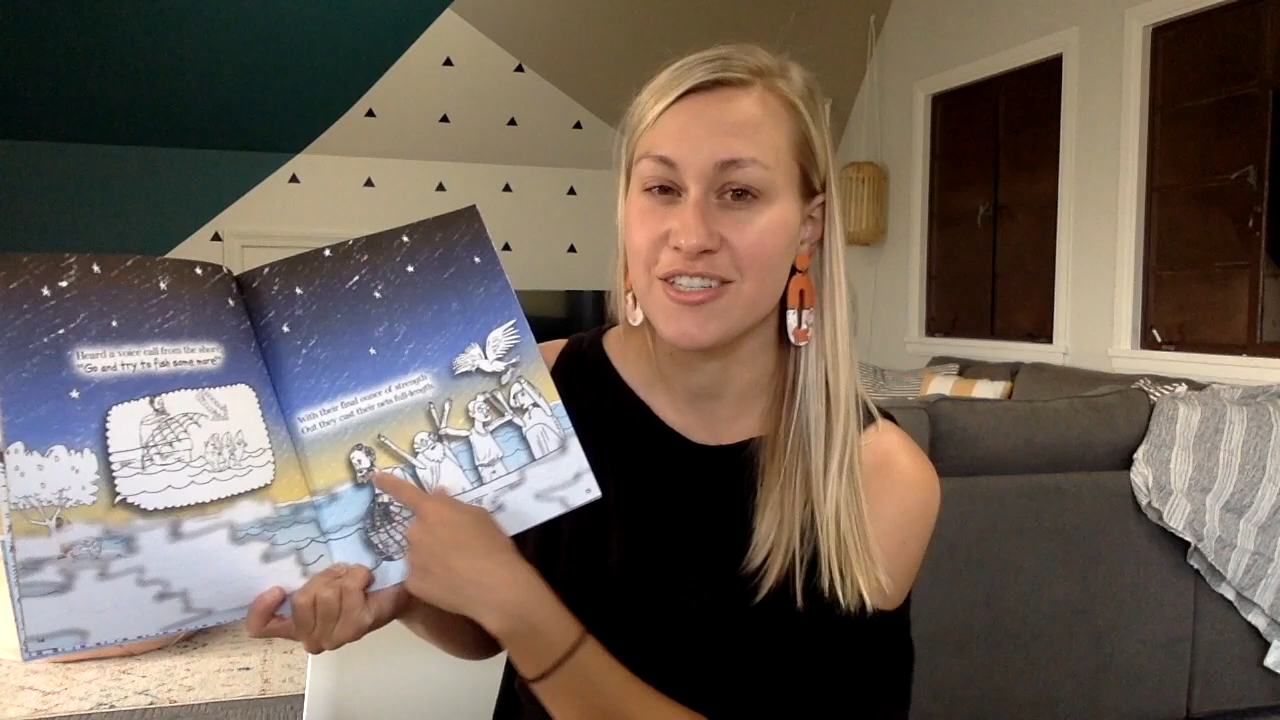 Heard a voice call from the shore,
"Go and try to fish some more!"
With their final ounce of strength
Out they cast their nets full-length.